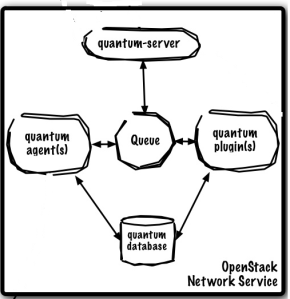 quantum-server
quantum
agent(s)
Queue
quantum
plugin(s)
quantum
database
OpenStack
Network Service